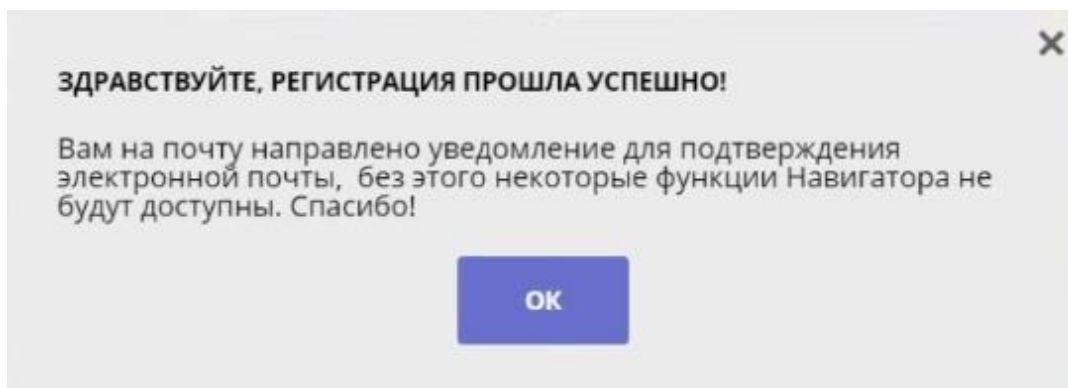 ЗДРАВСТВУЙТЕ, РЕГИСТРАЦИЯ ПРОШЛА УСПЕШНО!
Вам на почту направлено уведомление для подтверждения
электронной почты,  без этого некоторые функции Навигатора не
будут доступны. Спасибо!
ОК